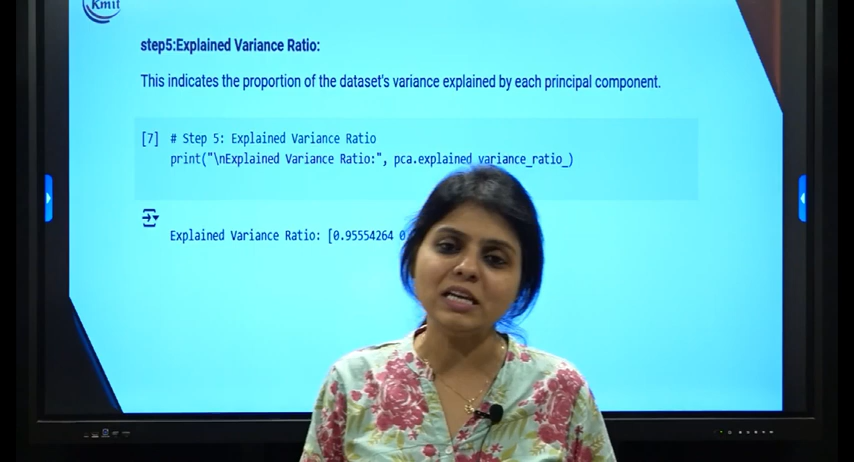 Kmit
step5:Explained Variance Ratio:
This indicates the proportion of the dataset's variance explained by each principal component.
[7] # Step 5: Explained Variance Ratio
print("\nExplained Variance Ratio:", pca.explained_variance_ratio_)
Explained Variance Ratio: [0.95554264 0